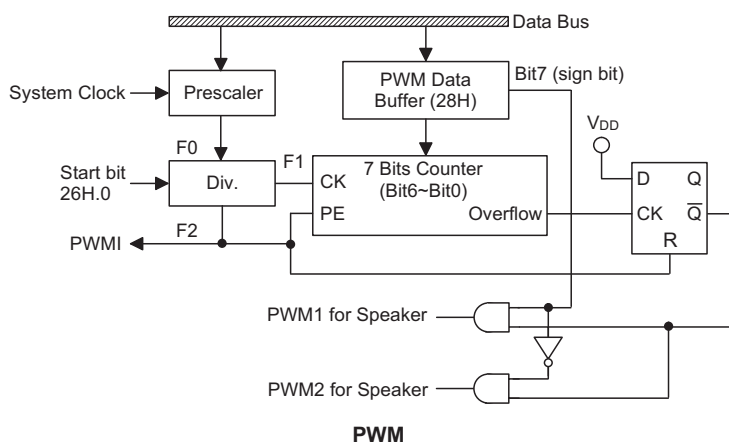 Data Bus
System Clock
Prescaler
PWM Data
Buffer (28H)
Bit7 (sign bit)
VDD
F0
F1
Start bit
26H.0
Div.
7 Bits Counter
(Bit6~Bit0)
CK
PE
Overflow
D
Q
CK
Q̅
R
F2
PWMI
PWM1 for Speaker
PWM2 for Speaker
PWM